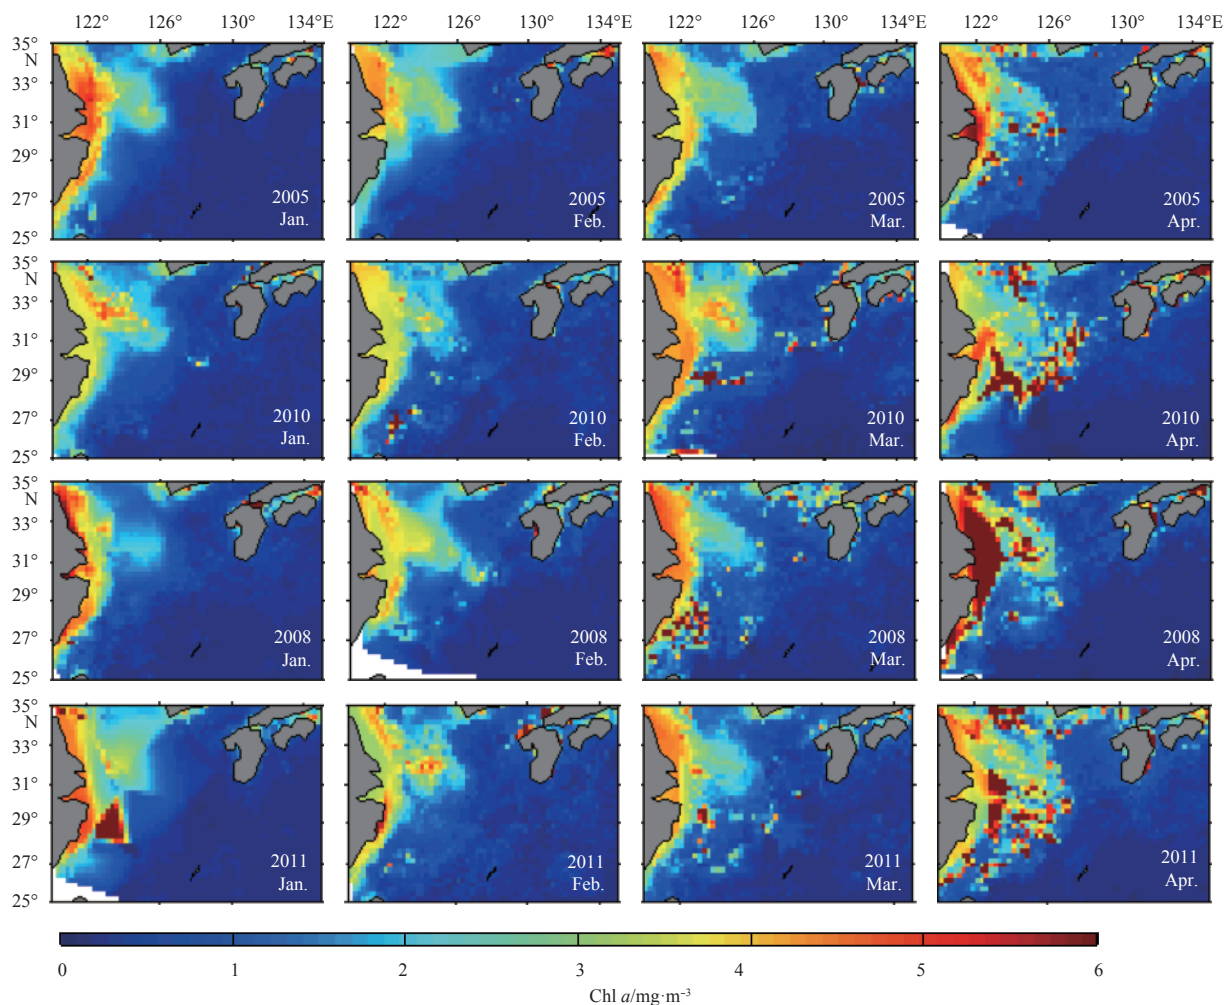 122° 126° 130° 134°E 122° 126° 130° 134°E 122° 126° 130° 134°E 122° 126° 130° 134°E
35°
N
33°
31°
29°
27°
25°
2005
Jan.
2005
Feb.
2005
Mar.
2005
Apr.
35°
N
33°
31°
29°
27°
25°
2010
Jan.
2010
Feb.
2010
Mar.
2010
Apr.
35°
N
33°
31°
29°
27°
25°
2008
Jan.
2008
Feb.
2008
Mar.
2008
Apr.
35°
N
33°
31°
29°
27°
25°
2011
Jan.
2011
Feb.
2011
Mar.
2011
Apr.
0 1 2 3 4 5 6
Chl a/mg·m⁻³